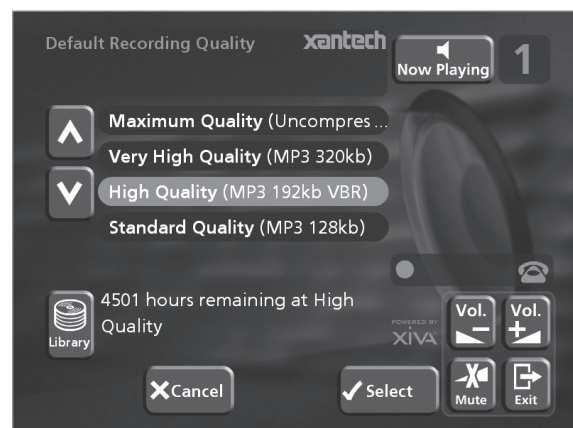 Default Recording Quality
xantech
Now Playing
1
Maximum Quality (Uncompres ...
Very High Quality (MP3 320kb)
High Quality (MP3 192kb VBR)
Standard Quality (MP3 128kb)
4501 hours remaining at High
Quality
Library
POWERED BY
XiVA
Vol.
Vol.
Cancel
Select
Mute
Exit